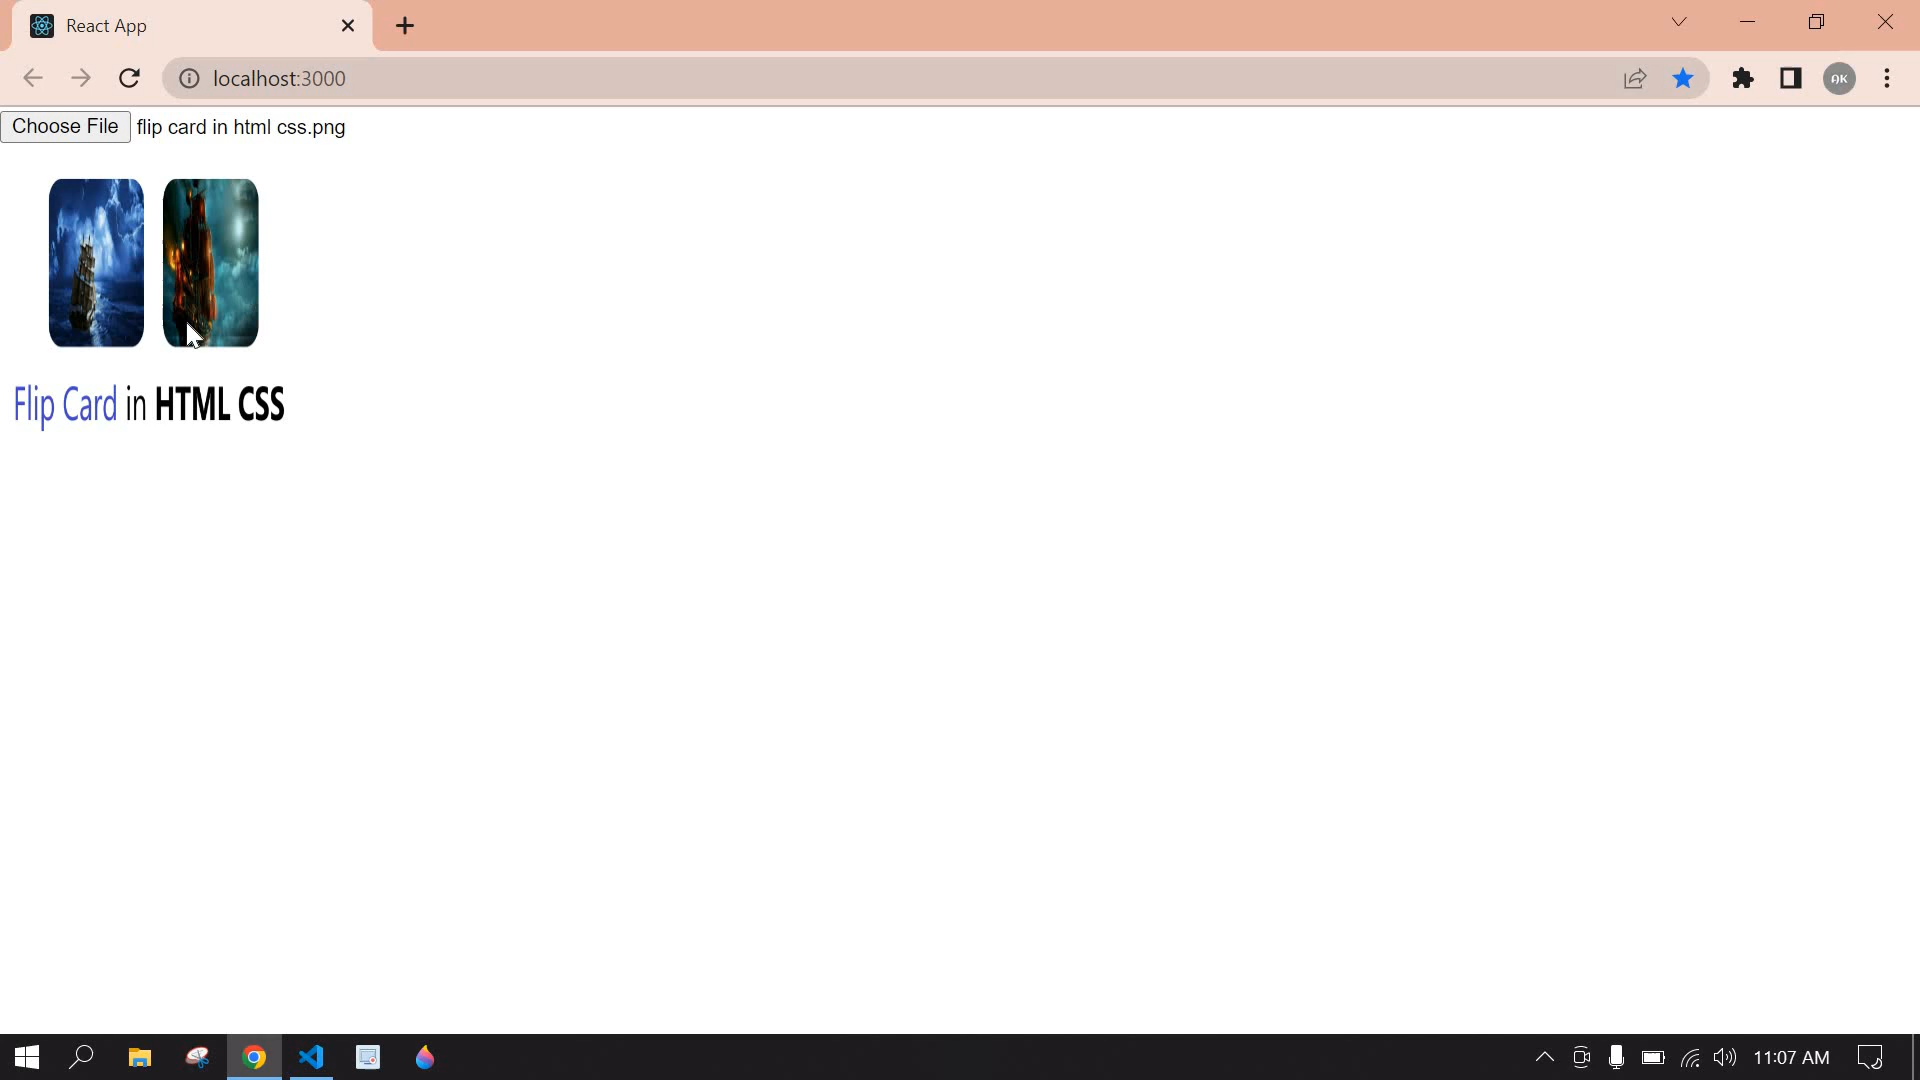 React App
localhost:3000
AK
Choose File flip card in html css.png
Flip Card in HTML CSS
11:07 AM